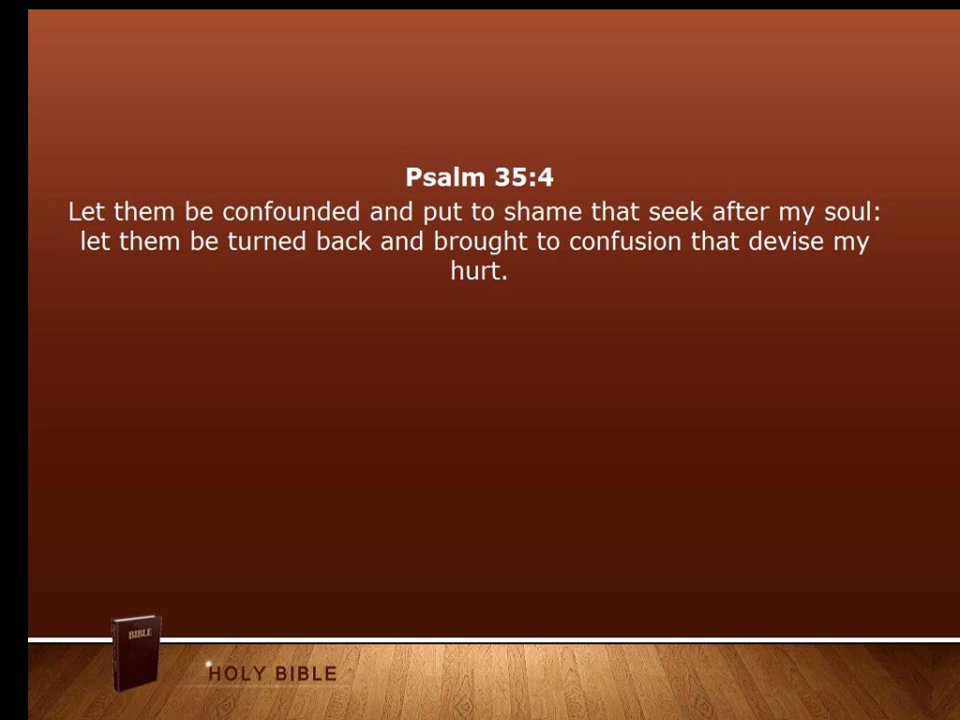 Psalm 35:4
Let them be confounded and put to shame that seek after my soul:
let them be turned back and brought to confusion that devise my
hurt.
BIBLE
HOLY BIBLE